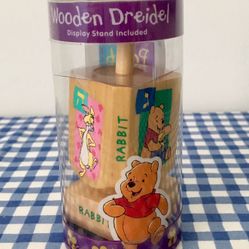 Wooden Dreidel
Display Stand Included
RABBIT
RABBIT